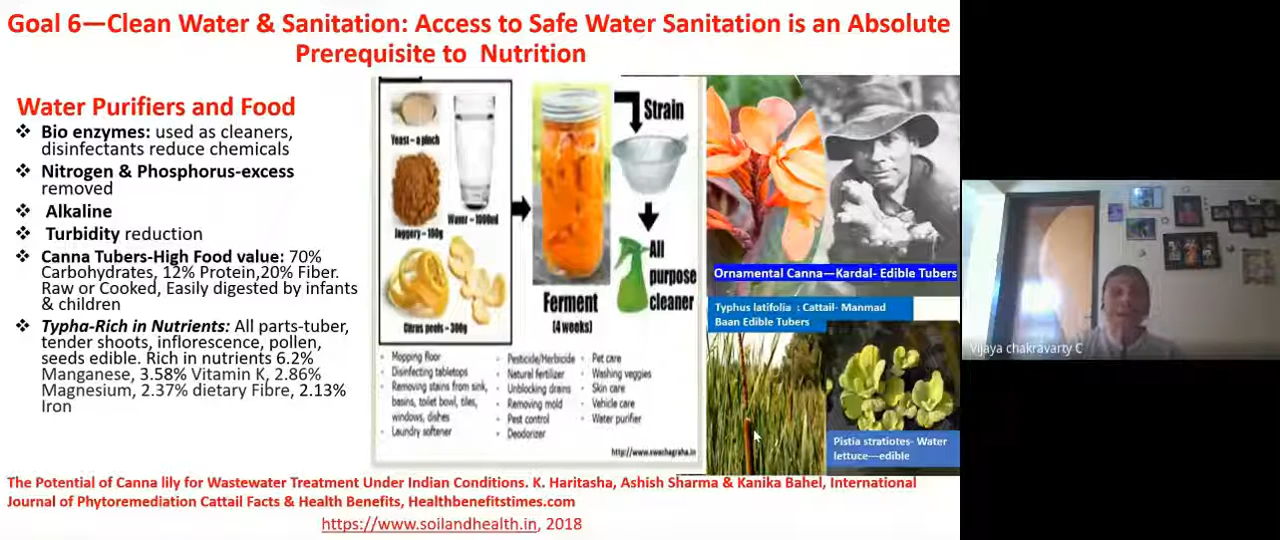 Goal 6—Clean Water & Sanitation: Access to Safe Water Sanitation is an Absolute
Prerequisite to Nutrition
Water Purifiers and Food
❖ Bio enzymes: used as cleaners,
disinfectants reduce chemicals
❖ Nitrogen & Phosphorus-excess
removed
❖ Alkaline
❖ Turbidity reduction
❖ Canna Tubers-High Food value: 70%
Carbohydrates, 12% Protein,20% Fiber.
Raw or Cooked, Easily digested by infants
& children
❖ Typha-Rich in Nutrients: All parts-tuber,
tender shoots, inflorescence, pollen,
seeds edible. Rich in nutrients 6.2%
Manganese, 3.58% Vitamin K, 2.86%
Magnesium, 2.37% dietary Fibre, 2.13%
Iron
Yeast – a pinch
Water – 1000ml
Jaggery – 100g
Citrus peels – 300g
Ferment
(4 weeks)
Strain
All
purpose
cleaner
• Mopping floor
• Disinfecting tabletops
• Removing stains from sink,
basins, toilet bowl, tiles,
windows, dishes
• Laundry softener
• Pesticide/Herbicide
• Natural fertilizer
• Unblocking drains
• Removing mold
• Pest control
• Deodorizer
• Pet care
• Washing veggies
• Skin care
• Vehicle care
• Water purifier
http://www.swachagraha.in
Ornamental Canna—Kardal- Edible Tubers
Typhus latifolia : Cattail- Manmad
Baan Edible Tubers
Pistia stratiotes- Water
lettuce—edible
The Potential of Canna lily for Wastewater Treatment Under Indian Conditions. K. Haritasha, Ashish Sharma & Kanika Bahel, International
Journal of Phytoremediation Cattail Facts & Health Benefits, Healthbenefitstimes.com
https://www.soilandhealth.in, 2018
Vijaya chakravarty C